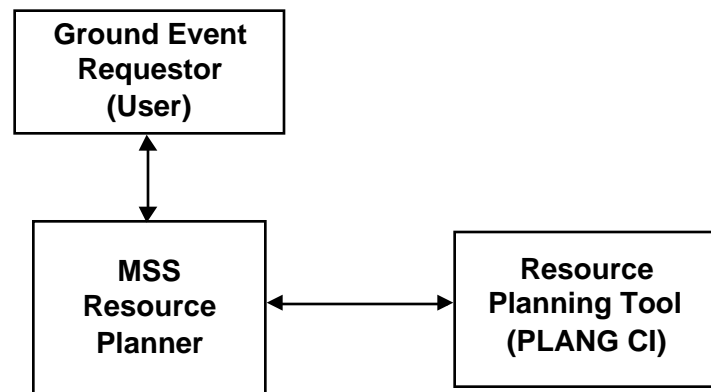 Ground Event
Requestor
(User)
MSS
Resource
Planner
Resource
Planning Tool
(PLANG CI)